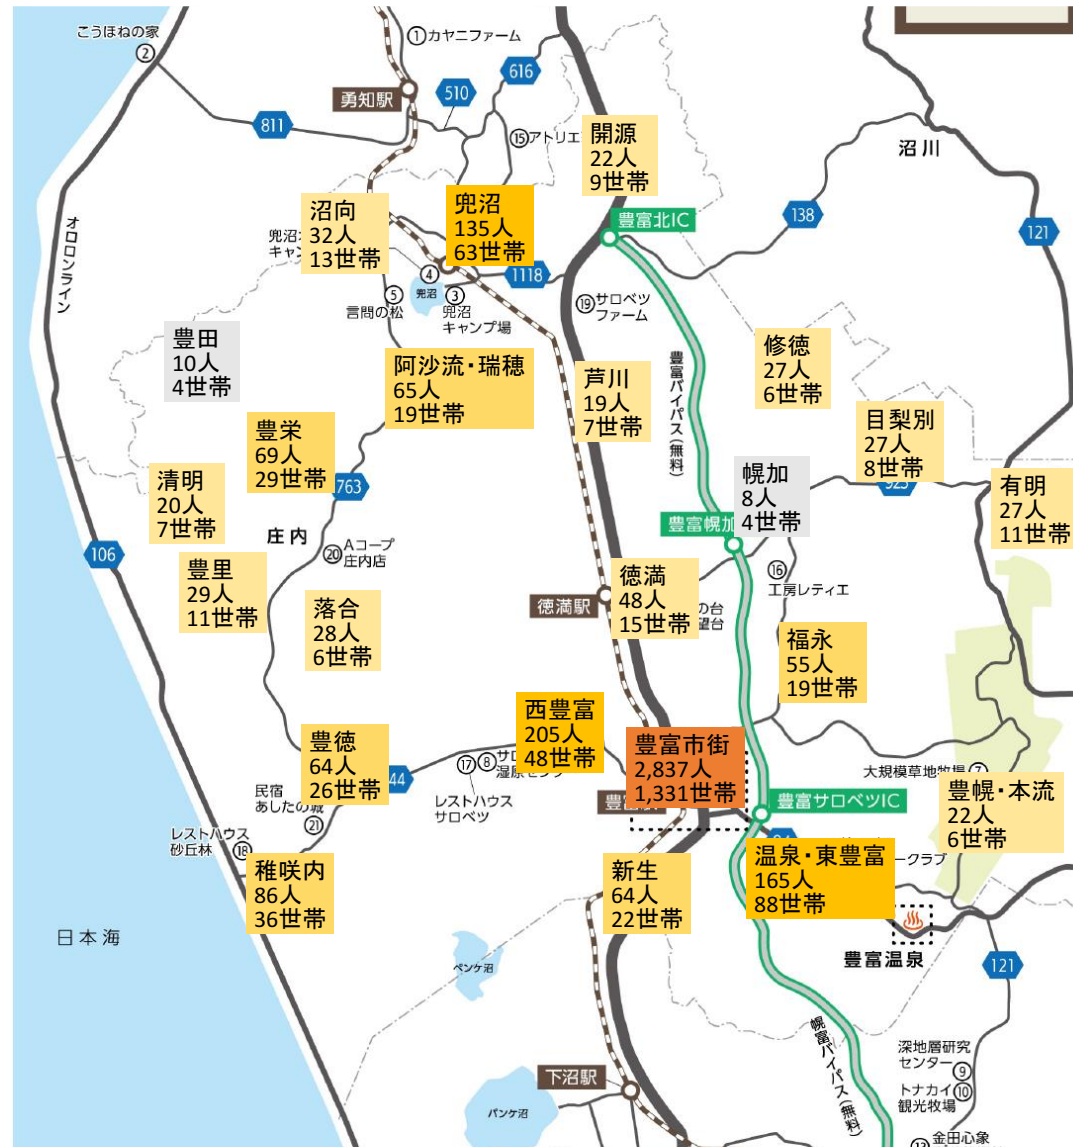 こうほねの家
②
①カヤニファーム
616
510
勇知駅
811
⑮アトリエ
開源
22人
9世帯
沼川
沼向
32人
13世帯
兜沼
135人
63世帯
豊富北IC
138
121
オロロンライン
キャン
④
1118
兜沼
⑤
③
言問の松
兜沼
キャンプ場
⑲サロベツ
ファーム
豊田
10人
4世帯
阿沙流・瑞穂
65人
19世帯
芦川
19人
7世帯
豊富バイパス(無料)
修徳
27人
6世帯
目梨別
27人
8世帯
豊栄
69人
29世帯
763
清明
20人
7世帯
幌加
8人
4世帯
有明
27人
11世帯
豊富幌加
庄内
⑳Aコープ
庄内店
106
豊里
29人
11世帯
徳満駅
徳満
48人
15世帯
の台
望台
⑯
工房レティエ
落合
28人
6世帯
福永
55人
19世帯
西豊富
205人
48世帯
豊富市街
2,837人
1,331世帯
豊徳
64人
26世帯
44
⑰
⑧サロ
レストハウス
サロベツ
大規模草地牧場⑦
民宿
あしたの城
㉑
豊富サロベツIC
豊幌・本流
22人
6世帯
レストハウス
砂丘林
⑱
稚咲内
86人
36世帯
新生
64人
22世帯
温泉・東豊富
165人
88世帯
ークラブ
日本海
豊富温泉
ペンケ沼
121
幌富バイパス(無料)
深地層研究
センター⑨
トナカイ⑩
観光牧場
下沼駅
パンケ沼
金田心象